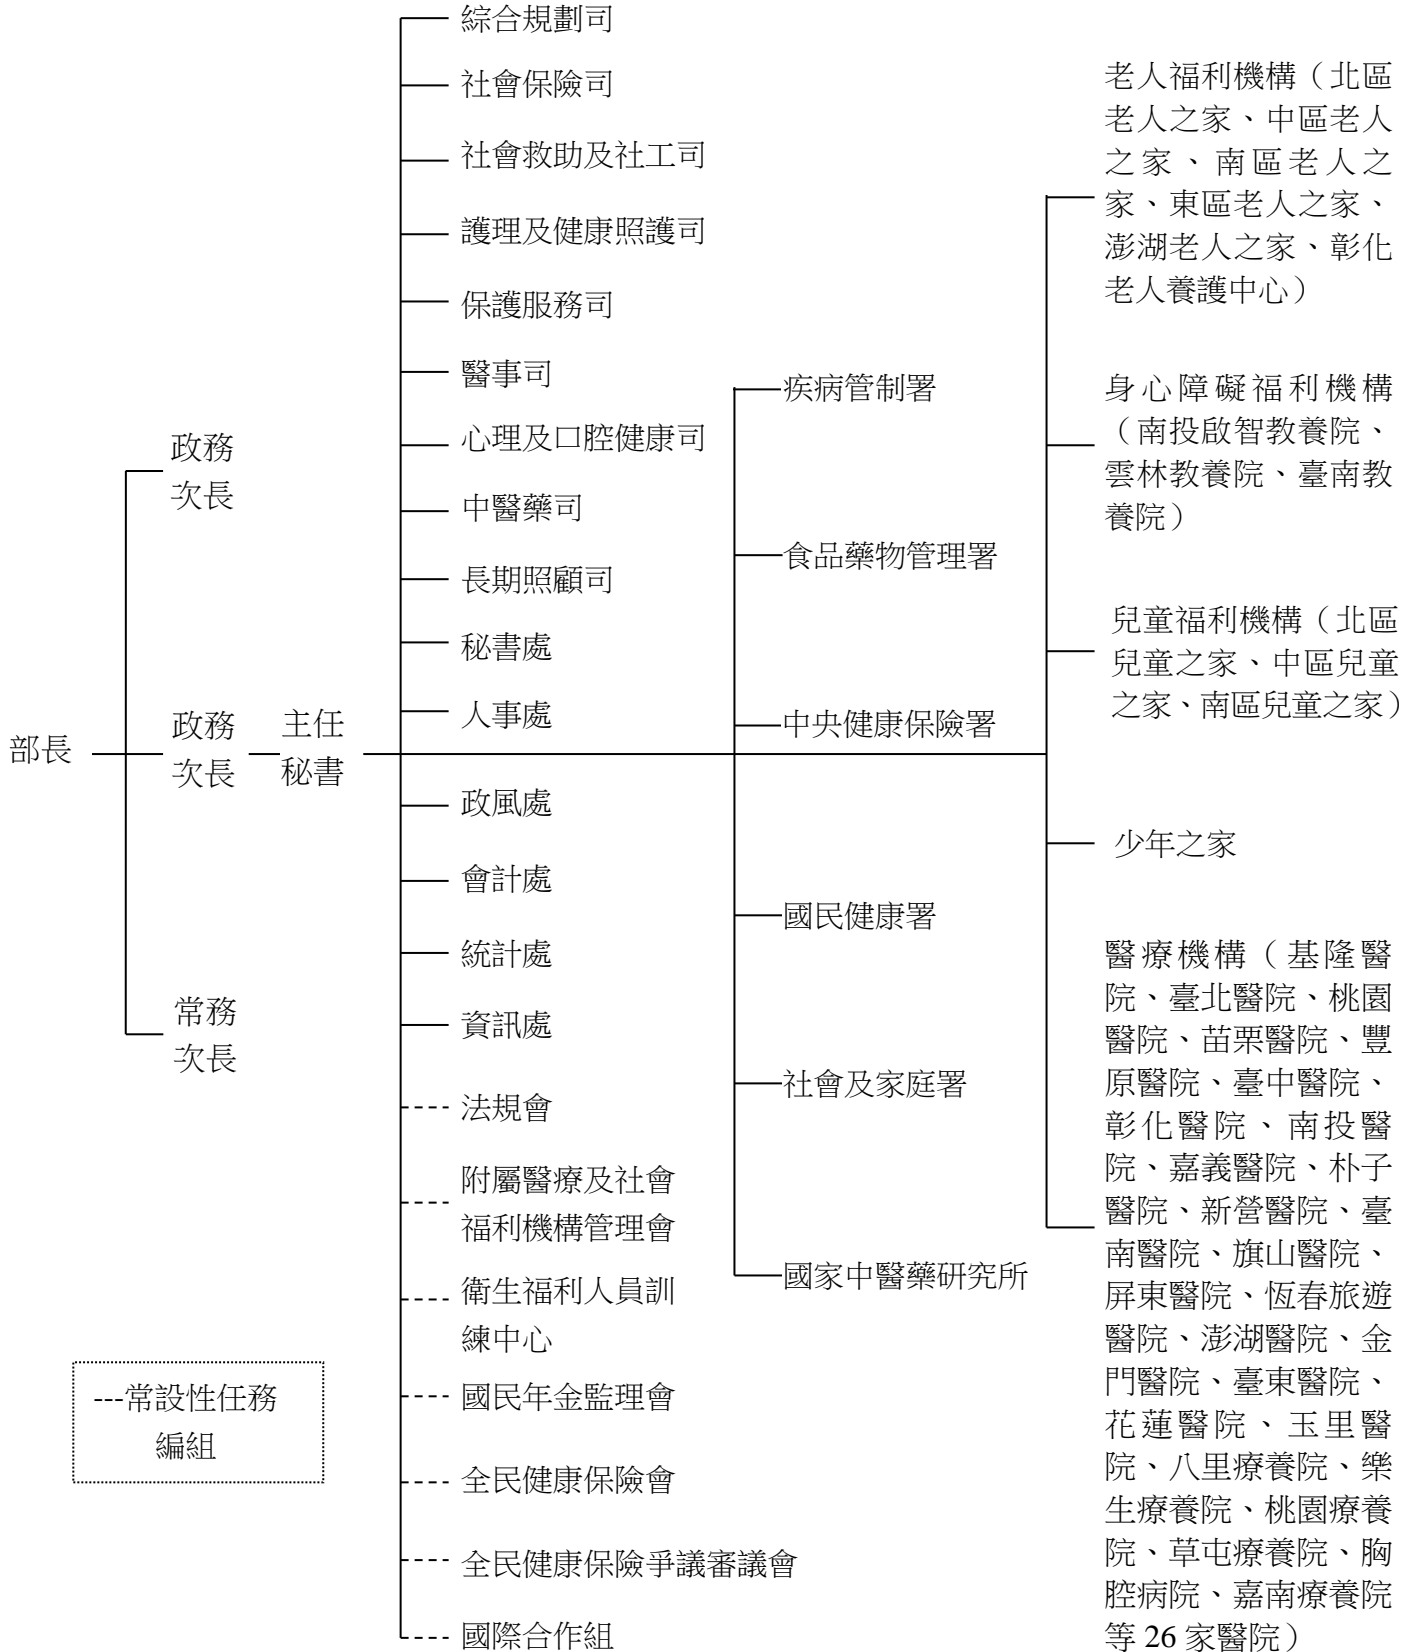 部長
政務
次長
政務
次長
常務
次長
主任
秘書
---常設性任務
編組
綜合規劃司
社會保險司
社會救助及社工司
護理及健康照護司
保護服務司
醫事司
心理及口腔健康司
中醫藥司
長期照顧司
秘書處
人事處
政風處
會計處
統計處
資訊處
法規會
附屬醫療及社會
福利機構管理會
衛生福利人員訓
練中心
國民年金監理會
全民健康保險會
全民健康保險爭議審議會
國際合作組
疾病管制署
食品藥物管理署
中央健康保險署
國民健康署
社會及家庭署
國家中醫藥研究所
老人福利機構（北區
老人之家、中區老人
之家、南區老人之
家、東區老人之家、
澎湖老人之家、彰化
老人養護中心）
身心障礙福利機構
（南投啟智教養院、
雲林教養院、臺南教
養院）
兒童福利機構（北區
兒童之家、中區兒童
之家、南區兒童之家）
少年之家
醫療機構（基隆醫
院、臺北醫院、桃園
醫院、苗栗醫院、豐
原醫院、臺中醫院、
彰化醫院、南投醫
院、嘉義醫院、朴子
醫院、新營醫院、臺
南醫院、旗山醫院、
屏東醫院、恆春旅遊
醫院、澎湖醫院、金
門醫院、臺東醫院、
花蓮醫院、玉里醫
院、八里療養院、樂
生療養院、桃園療養
院、草屯療養院、胸
腔病院、嘉南療養院
等 26 家醫院）